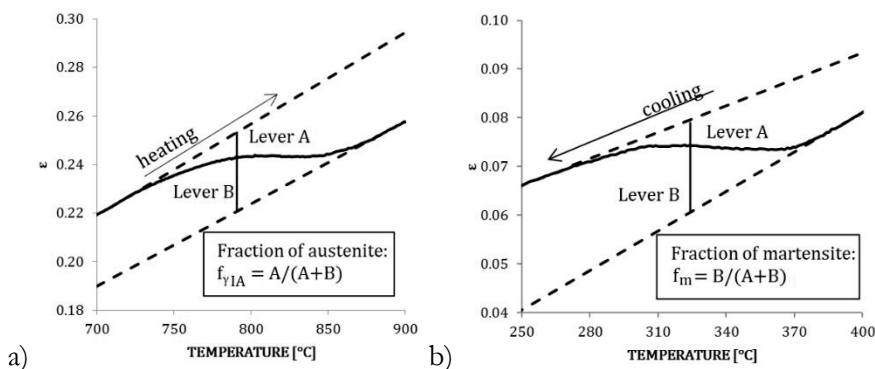 0.30
0.28
0.26
0.24
0.22
0.20
0.18
ε
heating
Lever A
Lever B
Fraction of austenite:
fγIA = A/(A+B)
700 750 800 850 900
TEMPERATURE [°C]
a)
0.10
0.09
0.08
0.07
0.06
0.05
0.04
ε
cooling
Lever A
Lever B
Fraction of martensite:
fm = B/(A+B)
250 280 310 340 370 400
TEMPERATURE [°C]
b)